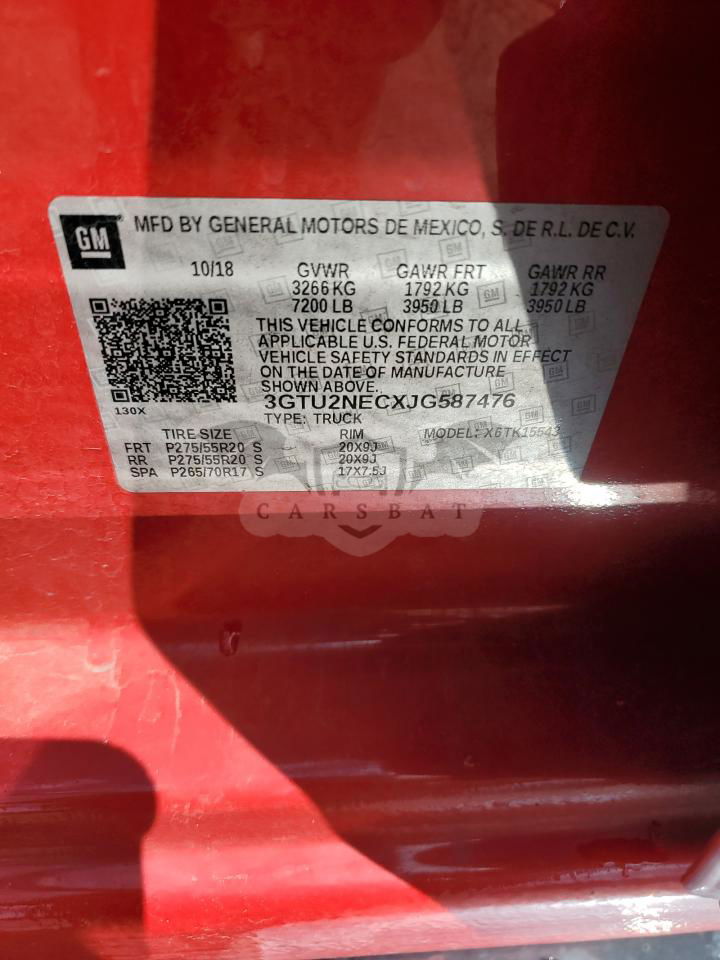 GM MFD BY GENERAL MOTORS DE MEXICO, S. DE R.L. DE C.V.
10/18 GVWR GAWR FRT GAWR RR
3266 KG 1792 KG 1792 KG
7200 LB 3950 LB 3950 LB
THIS VEHICLE CONFORMS TO ALL
APPLICABLE U.S. FEDERAL MOTOR
VEHICLE SAFETY STANDARDS IN EFFECT
ON THE DATE OF MANUFACTURE
SHOWN ABOVE.
130X
3GTU2NECXJG587476
TYPE: TRUCK
TIRE SIZE RIM MODEL: X6TK15543
FRT P275/55R20 S 20X9J
RR P275/55R20 S 20X9J
SPA P265/70R17 S 17X7.5J
CARSBAT